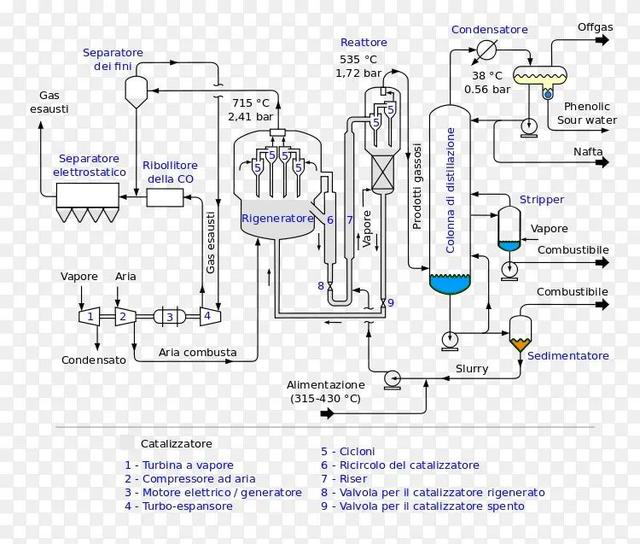 Offgas
Condensatore
Reattore
535 °C
1,72 bar
Separatore
dei fini
38 °C
0.56 bar
Gas
esausti
715 °C
2,41 bar
Phenolic
Sour water
Nafta
Separatore
elettrostatico
Ribollitore
della CO
5
5
5
5
5
5
Prodotti gassosi
Colonna di distillazione
Stripper
Vapore
Combustibile
Rigeneratore
6
7
Vapore
Gas esausti
8
9
Vapore
Aria
1
2
3
4
Condensato
Aria combusta
Combustibile
Sedimentatore
Slurry
Alimentazione
(315-430 °C)
Catalizzatore
1 - Turbina a vapore
2 - Compressore ad aria
3 - Motore elettrico / generatore
4 - Turbo-espansore
5 - Cicloni
6 - Ricircolo del catalizzatore
7 - Riser
8 - Valvola per il catalizzatore rigenerato
9 - Valvola per il catalizzatore spento